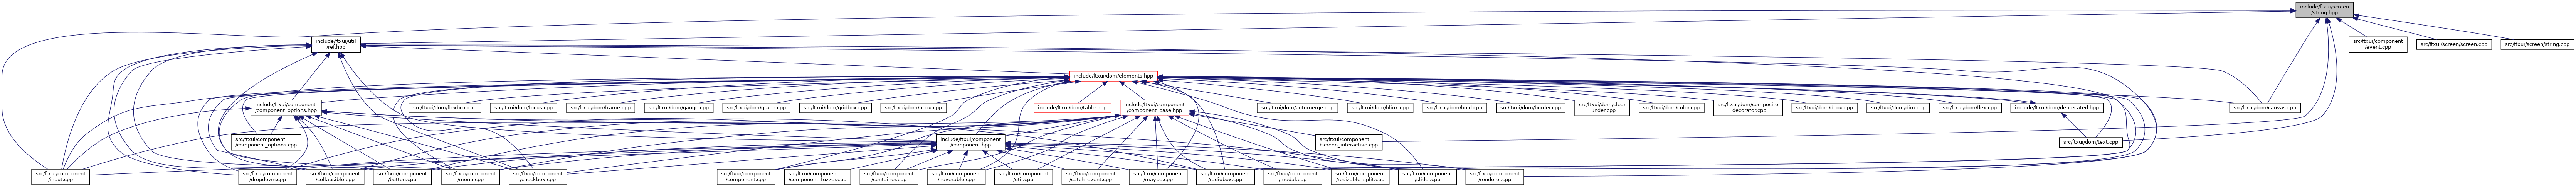 include/ftxui/screen
/string.hpp
include/ftxui/util
/ref.hpp
src/ftxui/component
/event.cpp
src/ftxui/screen/screen.cpp
src/ftxui/screen/string.cpp
include/ftxui/dom/elements.hpp
include/ftxui/component
/component_options.hpp
src/ftxui/dom/flexbox.cpp
src/ftxui/dom/focus.cpp
src/ftxui/dom/frame.cpp
src/ftxui/dom/gauge.cpp
src/ftxui/dom/graph.cpp
src/ftxui/dom/gridbox.cpp
src/ftxui/dom/hbox.cpp
include/ftxui/dom/table.hpp
include/ftxui/component
/component_base.hpp
src/ftxui/dom/automerge.cpp
src/ftxui/dom/blink.cpp
src/ftxui/dom/bold.cpp
src/ftxui/dom/border.cpp
src/ftxui/dom/clear
_under.cpp
src/ftxui/dom/color.cpp
src/ftxui/dom/composite
_decorator.cpp
src/ftxui/dom/dbox.cpp
src/ftxui/dom/dim.cpp
src/ftxui/dom/flex.cpp
include/ftxui/dom/deprecated.hpp
src/ftxui/dom/canvas.cpp
src/ftxui/component
/component_options.cpp
include/ftxui/component
/component.hpp
src/ftxui/component
/screen_interactive.cpp
src/ftxui/dom/text.cpp
src/ftxui/component
/input.cpp
src/ftxui/component
/dropdown.cpp
src/ftxui/component
/collapsible.cpp
src/ftxui/component
/button.cpp
src/ftxui/component
/menu.cpp
src/ftxui/component
/checkbox.cpp
src/ftxui/component
/component.cpp
src/ftxui/component
/component_fuzzer.cpp
src/ftxui/component
/container.cpp
src/ftxui/component
/hoverable.cpp
src/ftxui/component
/util.cpp
src/ftxui/component
/catch_event.cpp
src/ftxui/component
/maybe.cpp
src/ftxui/component
/radiobox.cpp
src/ftxui/component
/modal.cpp
src/ftxui/component
/resizable_split.cpp
src/ftxui/component
/slider.cpp
src/ftxui/component
/renderer.cpp